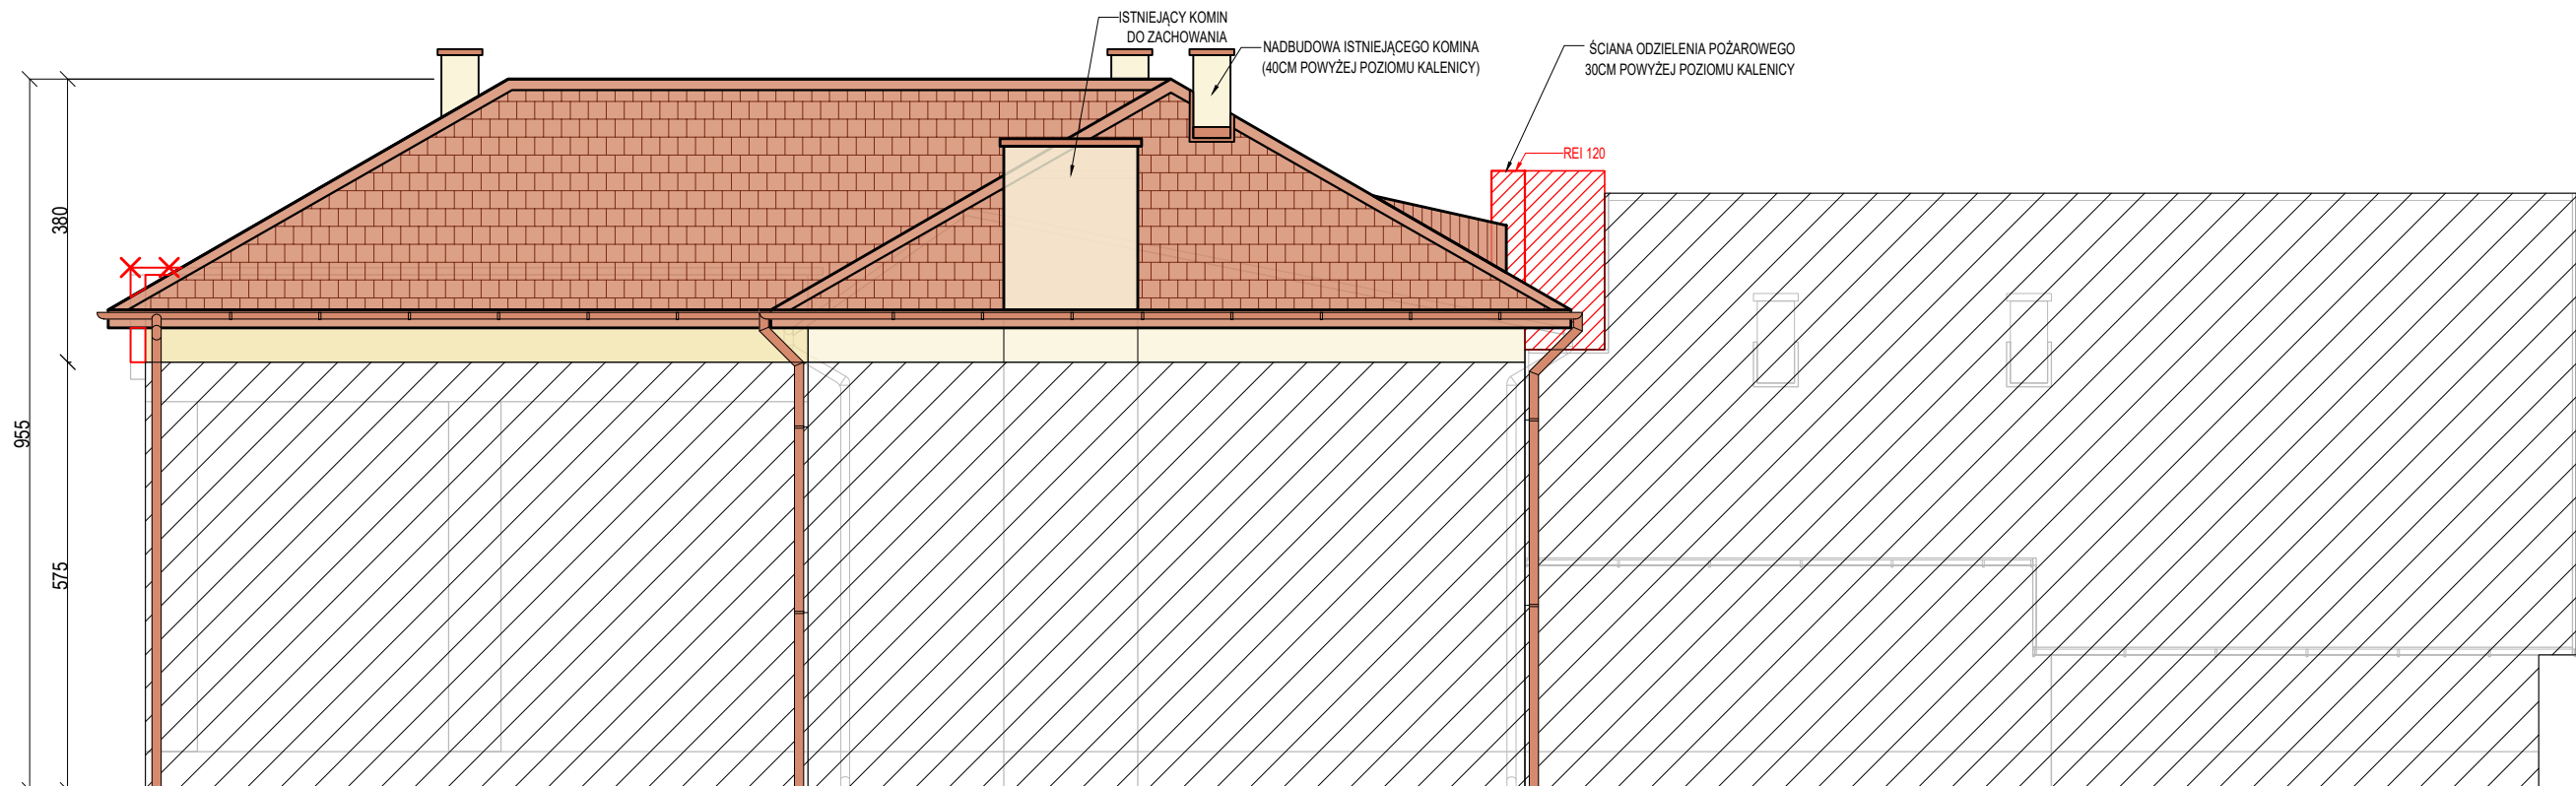 ISTNIEJĄCY KOMIN
DO ZACHOWANIA
NADBUDOWA ISTNIEJĄCEGO KOMINA
(40CM POWYŻEJ POZIOMU KALENICY)
ŚCIANA ODZIELENIA POŻAROWEGO
30CM POWYŻEJ POZIOMU KALENICY
REI 120
380
955
575